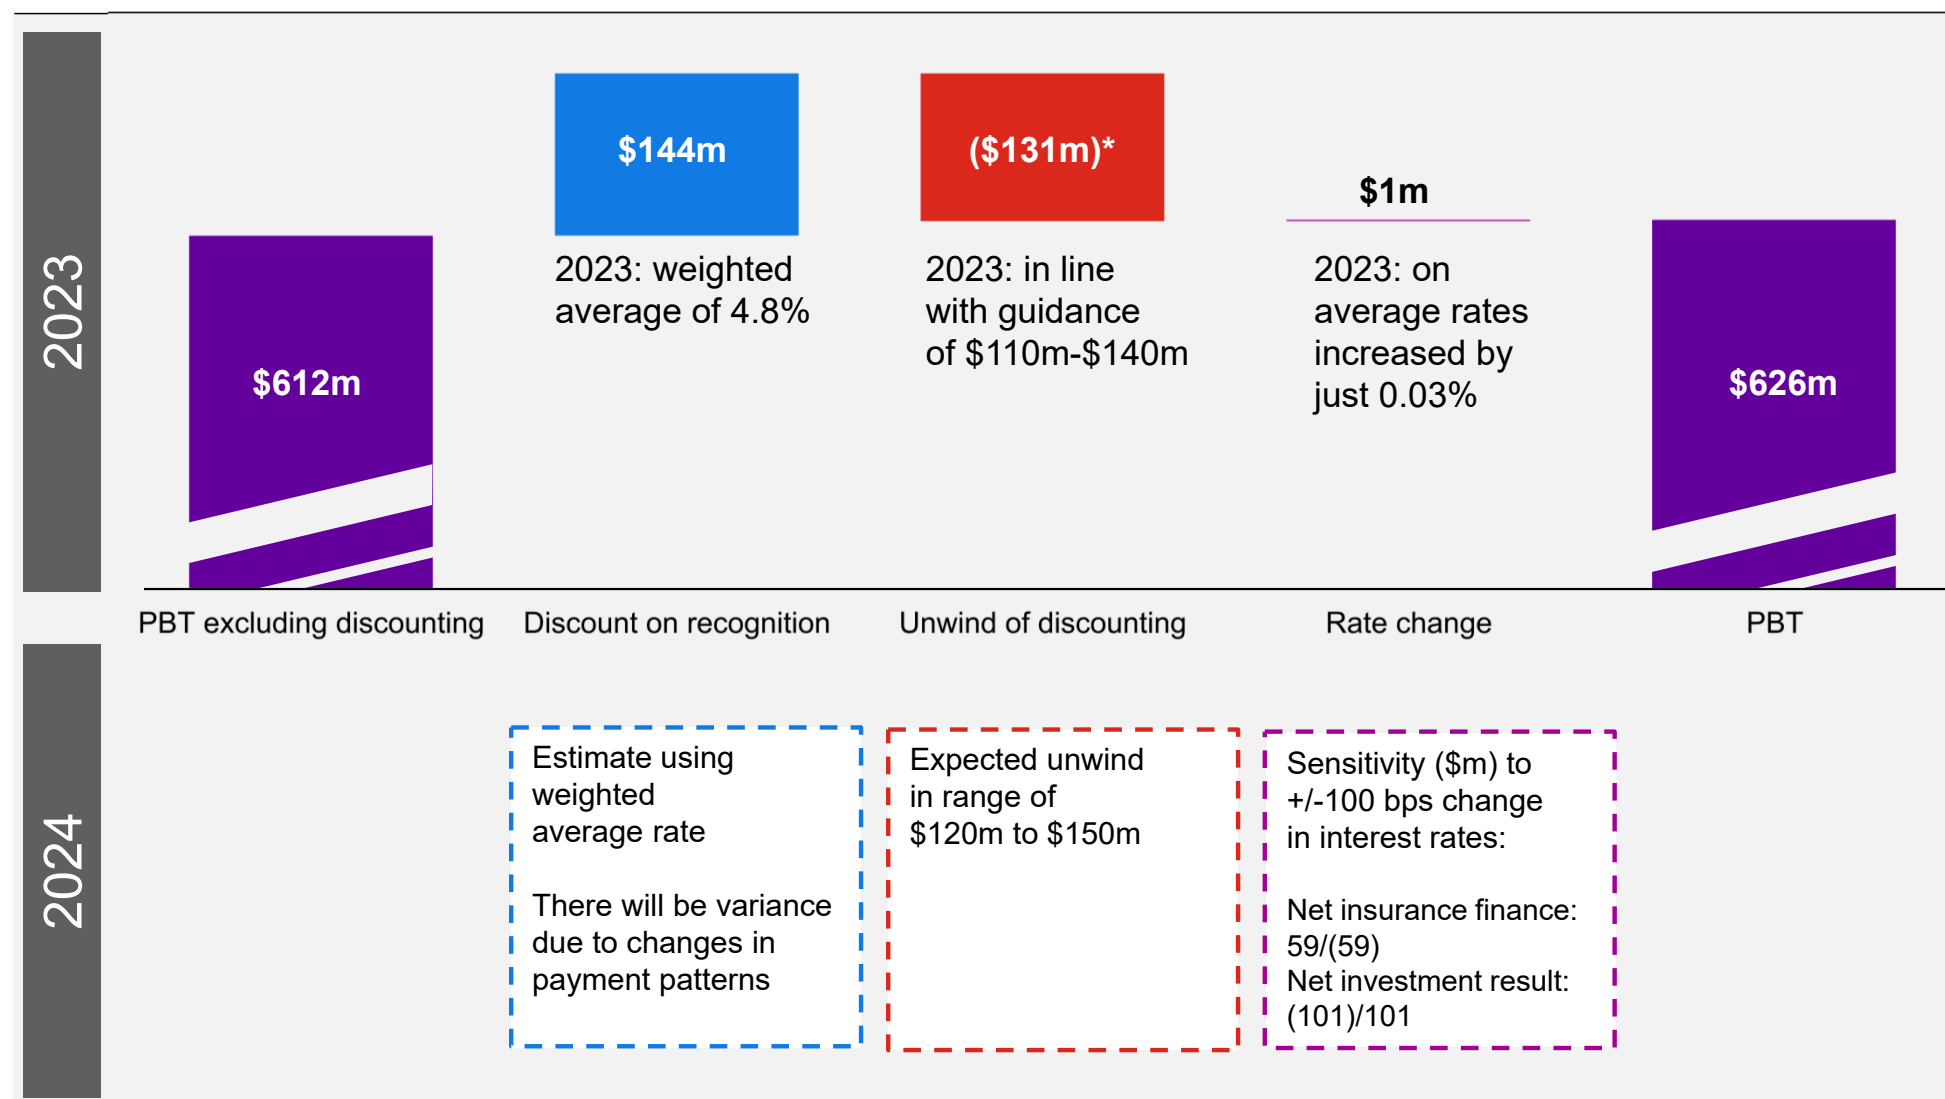 2023
$144m
($131m)*
$1m
$612m
$626m
2023: weighted
average of 4.8%
2023: in line
with guidance
of $110m-$140m
2023: on
average rates
increased by
just 0.03%
PBT excluding discounting
Discount on recognition
Unwind of discounting
Rate change
PBT
2024
Estimate using
weighted
average rate
There will be variance
due to changes in
payment patterns
Expected unwind
in range of
$120m to $150m
Sensitivity ($m) to
+/-100 bps change
in interest rates:
Net insurance finance:
59/(59)
Net investment result:
(101)/101